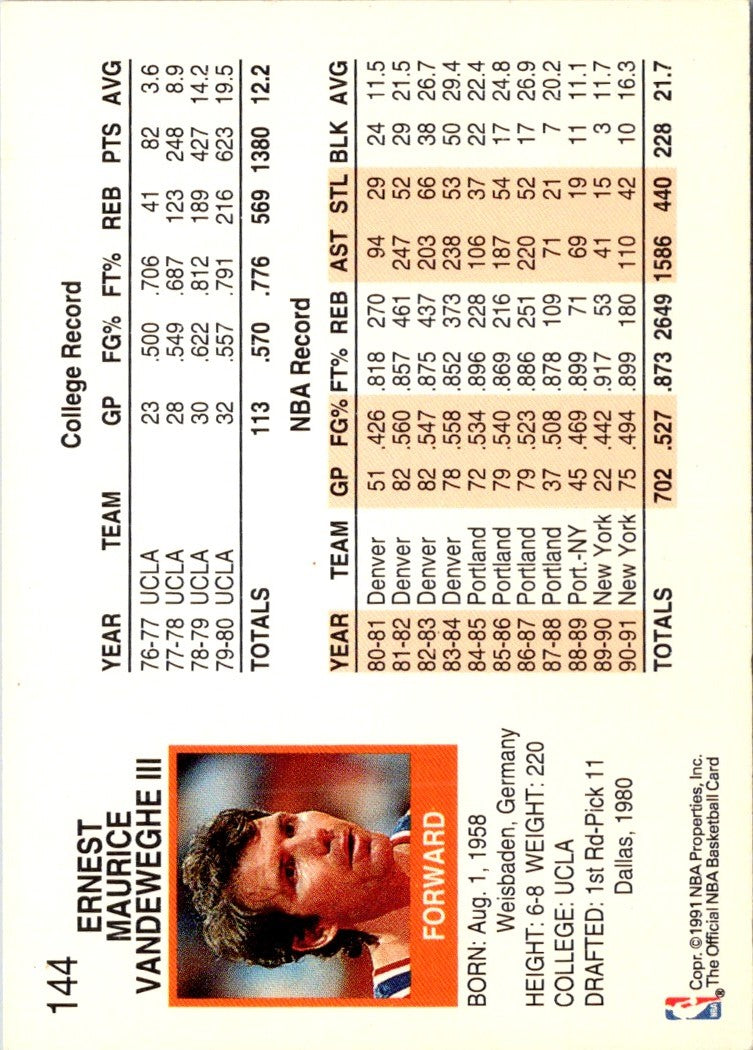 144
ERNEST
MAURICE
VANDEWEGHE III
FORWARD
BORN: Aug. 1, 1958
Weisbaden, Germany
HEIGHT: 6-8 WEIGHT: 220
COLLEGE: UCLA
DRAFTED: 1st Rd-Pick 11
Dallas, 1980
NBA ® Copr. ©1991 NBA Properties, Inc.
The Official NBA Basketball Card
College Record
YEAR TEAM GP FG% FT% REB PTS AVG
76-77 UCLA 23 .500 .706 41 82 3.6
77-78 UCLA 28 .549 .687 123 248 8.9
78-79 UCLA 30 .622 .812 189 427 14.2
79-80 UCLA 32 .557 .791 216 623 19.5
TOTALS 113 .570 .776 569 1380 12.2
NBA Record
YEAR TEAM GP FG% FT% REB AST STL BLK AVG
80-81 Denver 51 .426 .818 270 94 29 24 11.5
81-82 Denver 82 .560 .857 461 247 52 29 21.5
82-83 Denver 82 .547 .875 437 203 66 38 26.7
83-84 Denver 78 .558 .852 373 238 53 50 29.4
84-85 Portland 72 .534 .896 228 106 37 22 22.4
85-86 Portland 79 .540 .869 216 187 54 17 24.8
86-87 Portland 79 .523 .886 251 220 52 17 26.9
87-88 Portland 37 .508 .878 109 71 21 7 20.2
88-89 Port.-NY 45 .469 .899 71 69 19 11 11.1
89-90 New York 22 .442 .917 53 41 15 3 11.7
90-91 New York 75 .494 .899 180 110 42 10 16.3
TOTALS 702 .527 .873 2649 1586 440 228 21.7